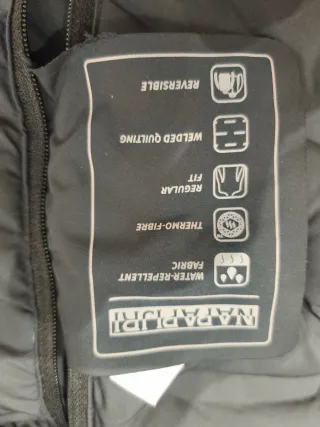 NAPAPIJRI
WATER-REPELLENT
FABRIC
THERMO-FIBRE
REGULAR
FIT
WELDED QUILTING
REVERSIBLE